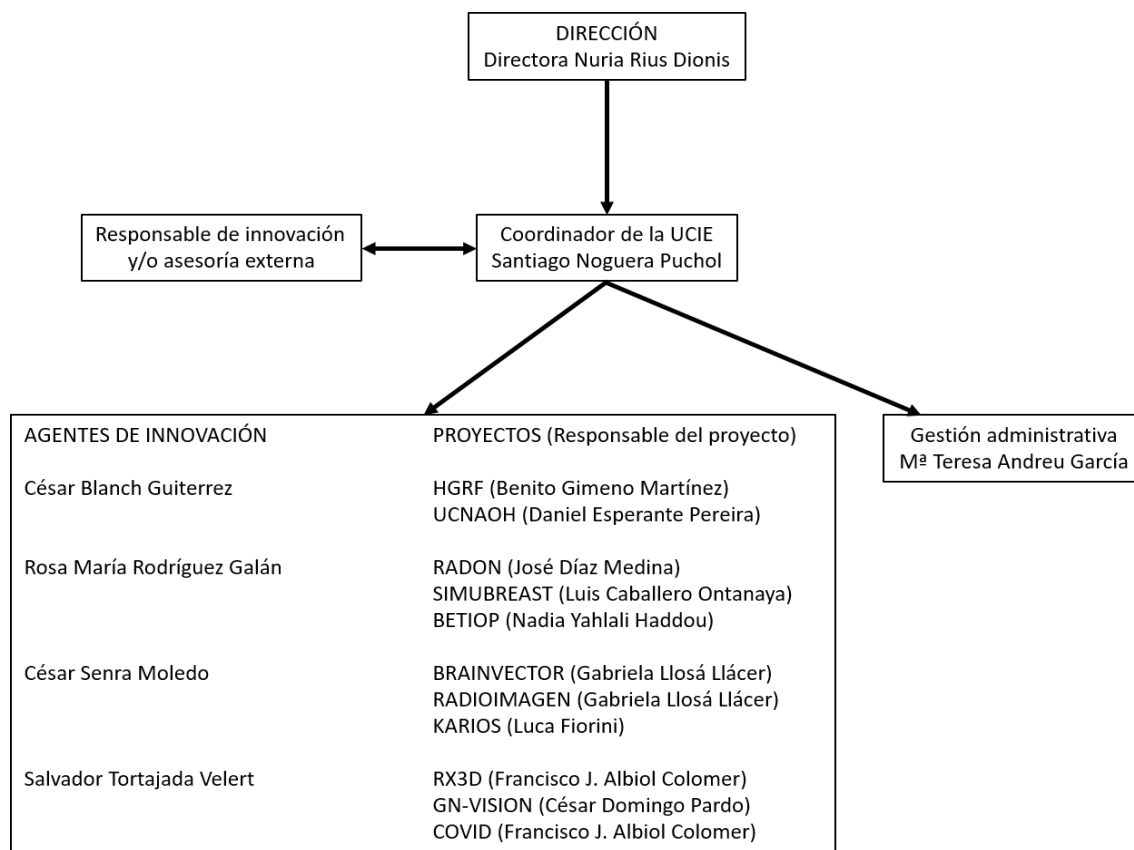 DIRECCIÓN
Directora Nuria Rius Dionis
Responsable de innovación
y/o asesoría externa
Coordinador de la UCIE
Santiago Noguera Puchol
AGENTES DE INNOVACIÓN PROYECTOS (Responsable del proyecto)
César Blanch Guiterrez HGRF (Benito Gimeno Martínez)
UCNAOH (Daniel Esperante Pereira)
Rosa María Rodríguez Galán RADON (José Díaz Medina)
SIMUBREAST (Luis Caballero Ontanaya)
BETIOP (Nadia Yahlali Haddou)
César Senra Moledo BRAINVECTOR (Gabriela Llosá Llácer)
RADIOIMAGEN (Gabriela Llosá Llácer)
KARIOS (Luca Fiorini)
Salvador Tortajada Velert RX3D (Francisco J. Albiol Colomer)
GN-VISION (César Domingo Pardo)
COVID (Francisco J. Albiol Colomer)
Gestión administrativa
Mª Teresa Andreu García